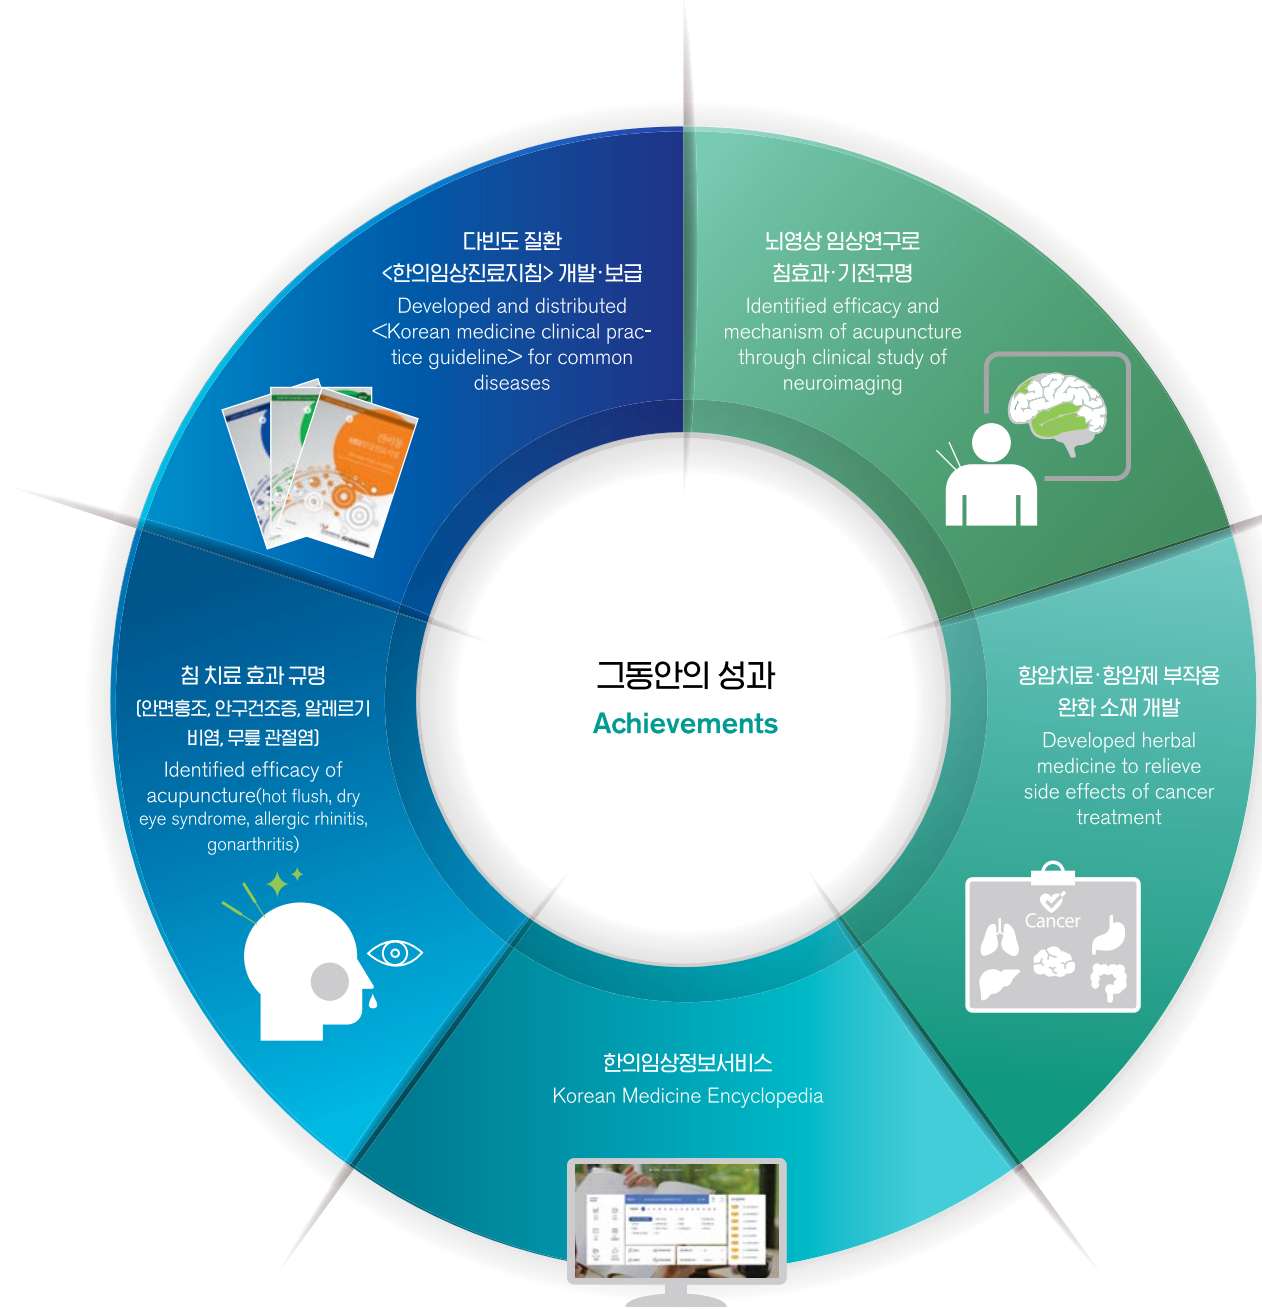 다빈도 질환
<한의임상진료지침> 개발·보급
Developed and distributed
<Korean medicine clinical prac-
tice guideline> for common
diseases
뇌영상 임상연구로
침효과·기전규명
Identified efficacy and
mechanism of acupuncture
through clinical study of
neuroimaging
그동안의 성과
Achievements
침 치료 효과 규명
(안면홍조, 안구건조증, 알레르기
비염, 무릎 관절염)
Identified efficacy of
acupuncture(hot flush, dry
eye syndrome, allergic rhinitis,
gonarthritis)
항암치료·항암제 부작용
완화 소재 개발
Developed herbal
medicine to relieve
side effects of cancer
treatment
Cancer
한의임상정보서비스
Korean Medicine Encyclopedia